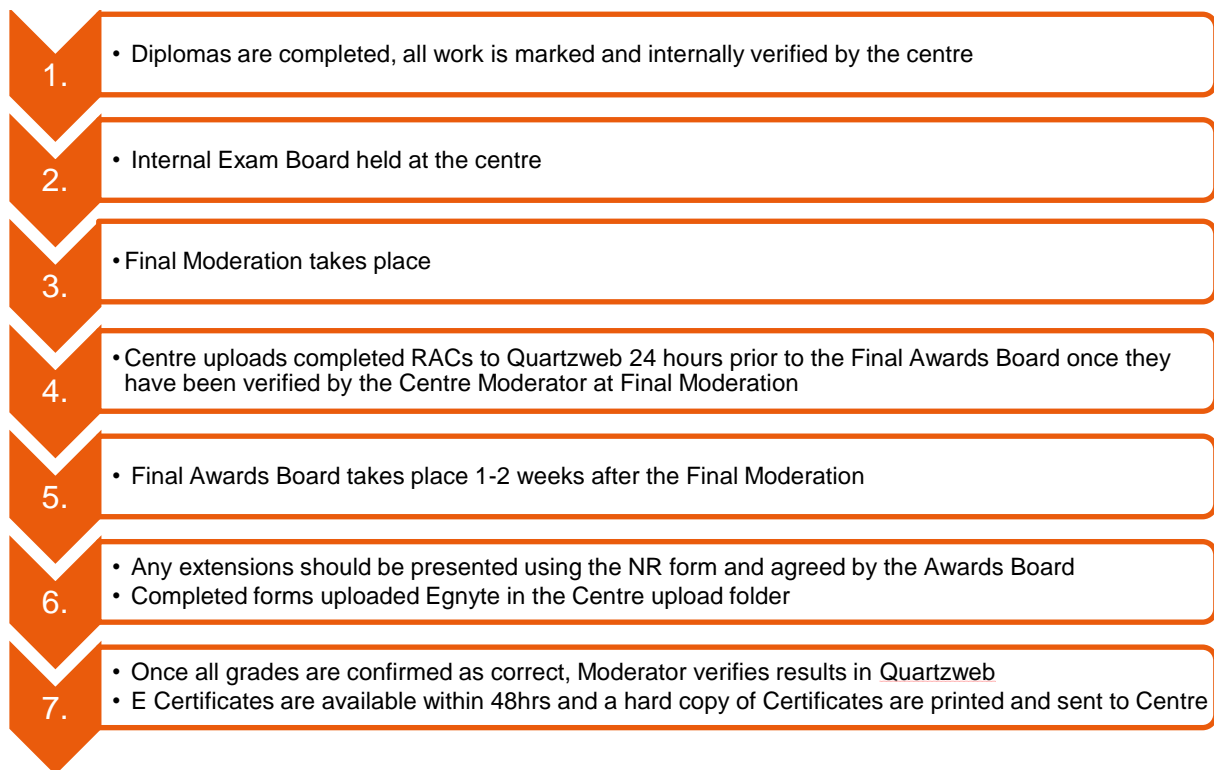 1.
• Diplomas are completed, all work is marked and internally verified by the centre
2.
• Internal Exam Board held at the centre
3.
• Final Moderation takes place
4.
• Centre uploads completed RACs to Quartzweb 24 hours prior to the Final Awards Board once they
have been verified by the Centre Moderator at Final Moderation
5.
• Final Awards Board takes place 1-2 weeks after the Final Moderation
6.
• Any extensions should be presented using the NR form and agreed by the Awards Board
• Completed forms uploaded Egnyte in the Centre upload folder
7.
• Once all grades are confirmed as correct, Moderator verifies results in Quartzweb
• E Certificates are available within 48hrs and a hard copy of Certificates are printed and sent to Centre